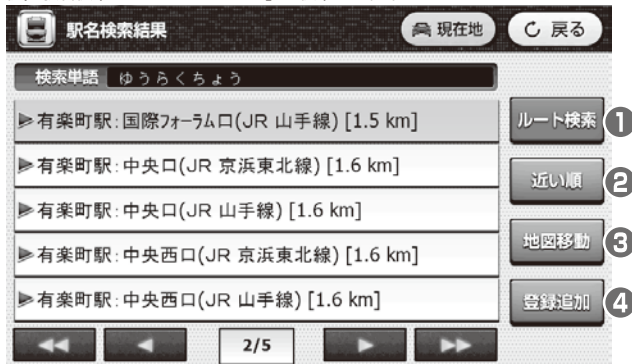 駅名検索結果 現在地 戻る
検索単語 ゆうらくちょう
有楽町駅:国際フォーラム口(JR 山手線) [1.5 km] ルート検索 1
有楽町駅:中央口(JR 京浜東北線) [1.6 km] 近い順 2
有楽町駅:中央口(JR 山手線) [1.6 km]
地図移動 3
有楽町駅:中央西口(JR 京浜東北線) [1.6 km]
有楽町駅:中央西口(JR 山手線) [1.6 km] 登録追加 4
2/5